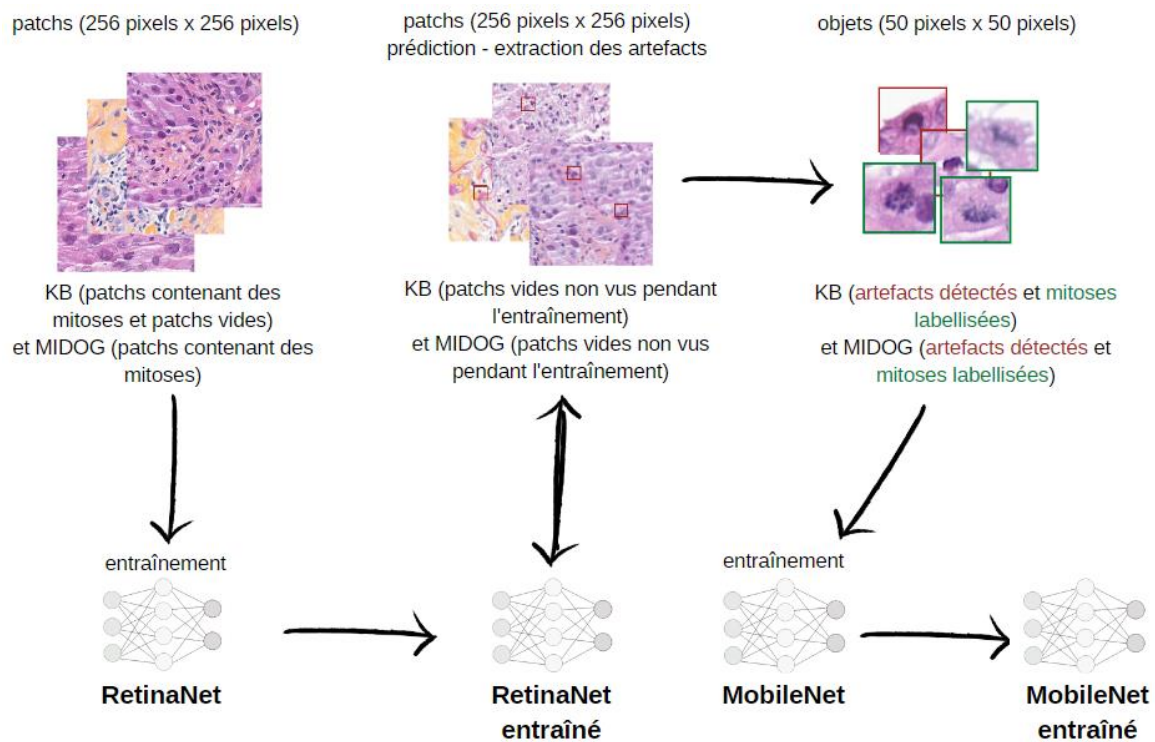 patchs (256 pixels x 256 pixels)
KB (patchs contenant des
mitoses et patchs vides)
et MIDOG (patchs contenant des
mitoses)
entraînement
RetinaNet
patchs (256 pixels x 256 pixels)
prédiction - extraction des artefacts
KB (patchs vides non vus pendant
l'entraînement)
et MIDOG (patchs vides non vus
pendant l'entraînement)
RetinaNet
entraîné
objets (50 pixels x 50 pixels)
KB (artefacts détectés et mitoses
labellisées)
et MIDOG (artefacts détectés et
mitoses labellisées)
entraînement
MobileNet
MobileNet
entraîné